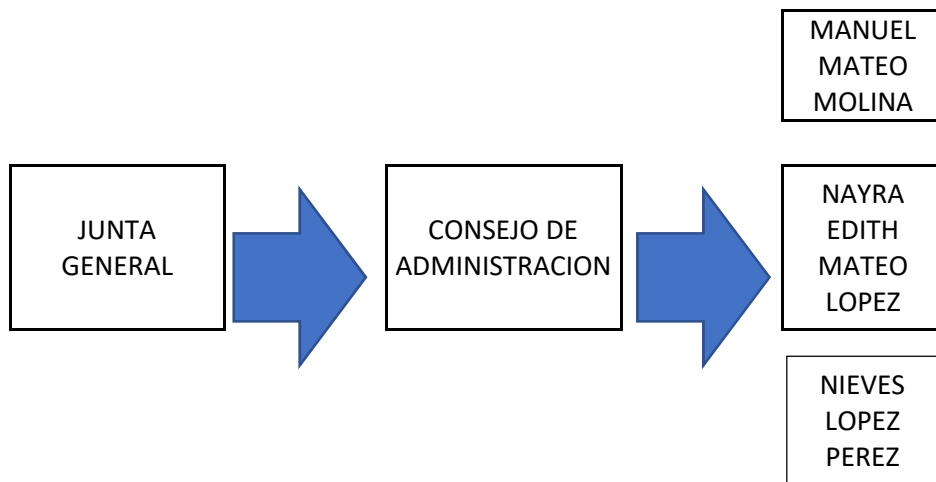 JUNTA
GENERAL
CONSEJO DE
ADMINISTRACION
MANUEL
MATEO
MOLINA
NAYRA
EDITH
MATEO
LOPEZ
NIEVES
LOPEZ
PEREZ